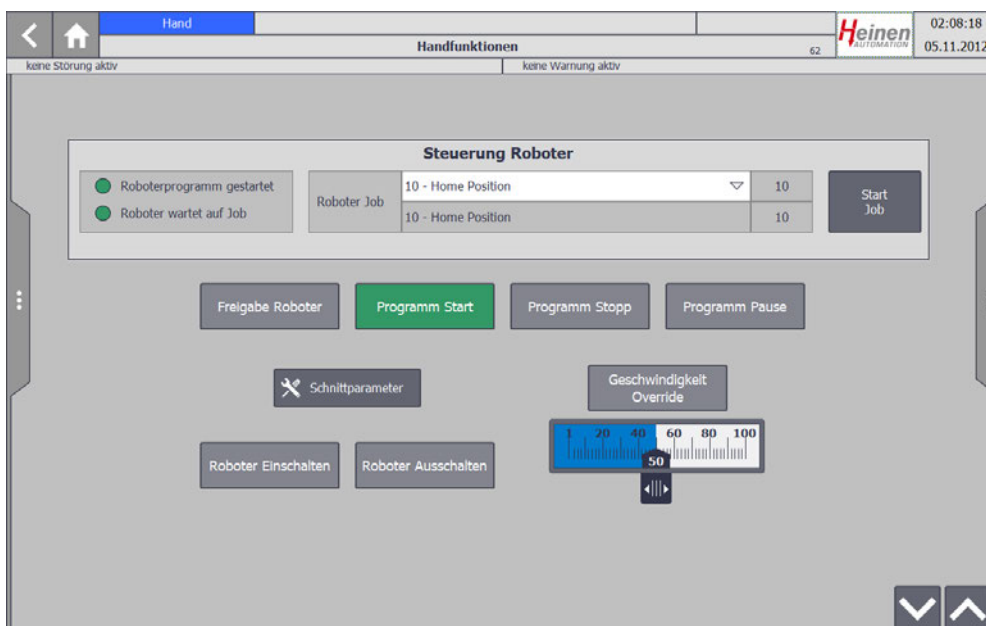 Hand
Handfunktionen
62
Heinen
AUTOMATION
02:08:18
05.11.2012
keine Störung aktiv
keine Warnung aktiv
Steuerung Roboter
Roboterprogramm gestartet
Roboter wartet auf Job
Roboter Job
10 - Home Position
10
10 - Home Position
10
Start
Job
Freigabe Roboter
Programm Start
Programm Stopp
Programm Pause
Schnittparameter
Geschwindigkeit
Override
1 20 40 60 80 100
50
Roboter Einschalten
Roboter Ausschalten